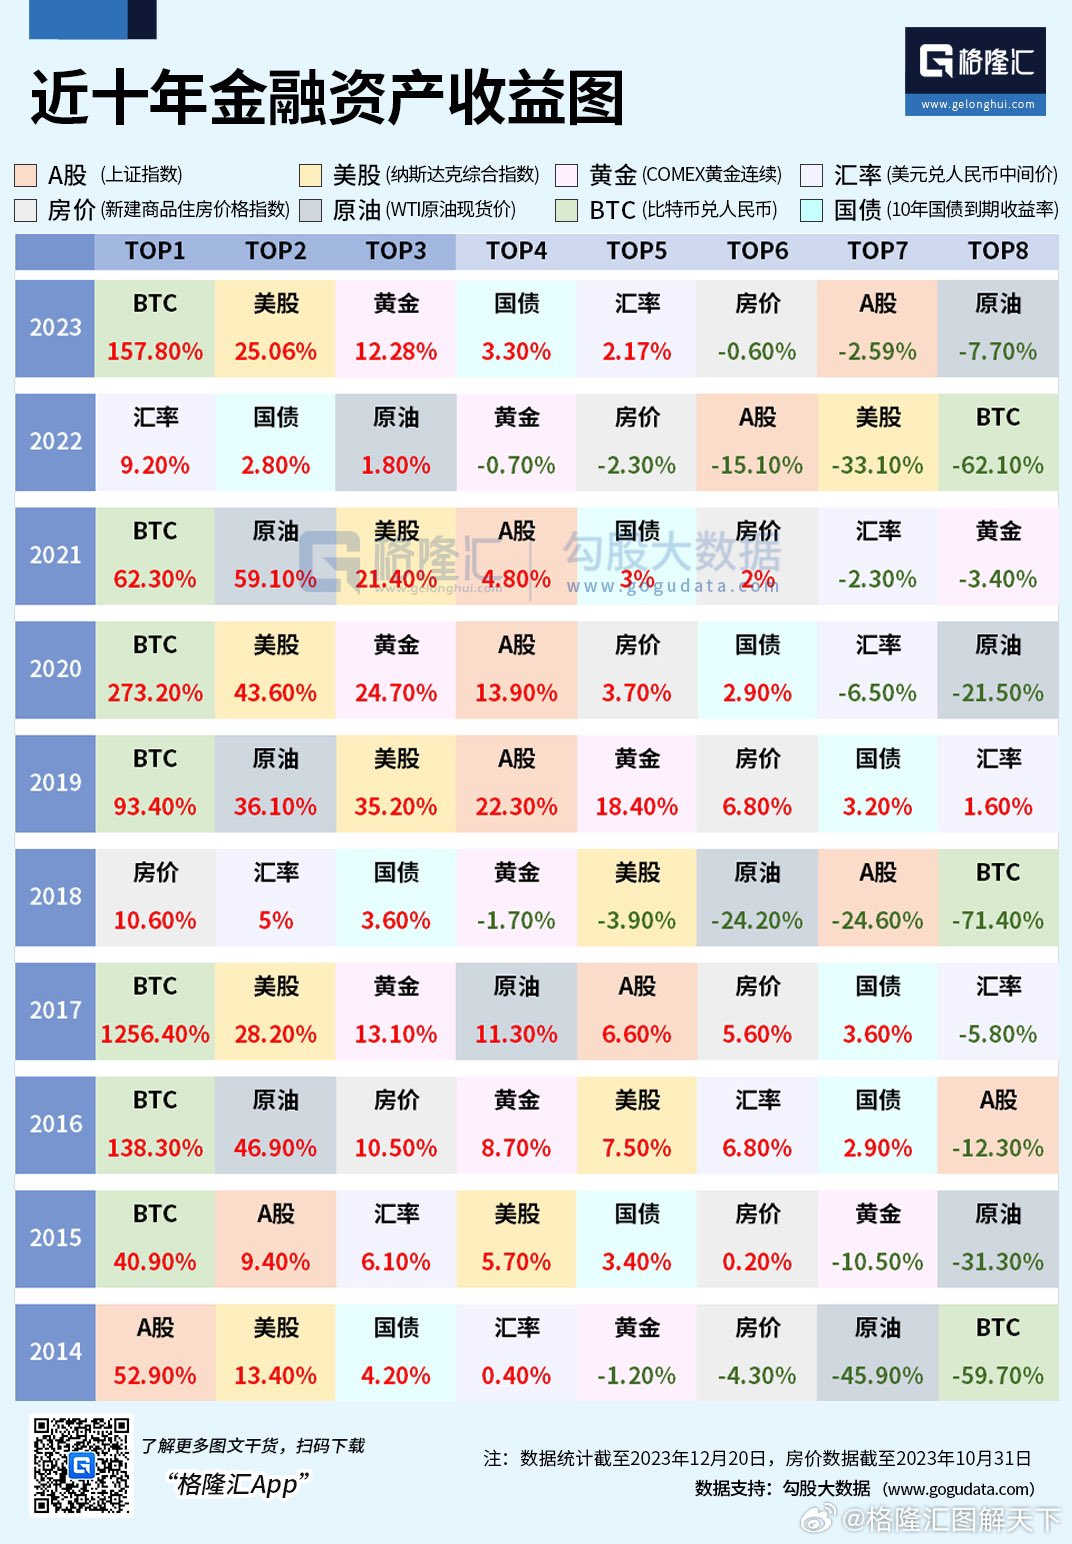 格隆汇
www.gelonghui.com
近十年金融资产收益图
A股 (上证指数) 美股 (纳斯达克综合指数) 黄金 (COMEX黄金连续) 汇率 (美元兑人民币中间价)
房价 (新建商品住房价格指数) 原油 (WTI原油现货价) BTC (比特币兑人民币) 国债 (10年国债到期收益率)
TOP1 TOP2 TOP3 TOP4 TOP5 TOP6 TOP7 TOP8
BTC 美股 黄金 国债 汇率 房价 A股 原油
2023
157.80% 25.06% 12.28% 3.30% 2.17% -0.60% -2.59% -7.70%
汇率 国债 原油 黄金 房价 A股 美股 BTC
2022
9.20% 2.80% 1.80% -0.70% -2.30% -15.10% -33.10% -62.10%
BTC 原油 美股 A股 国债 房价 汇率 黄金
2021
格隆汇 勾股大数据
62.30% 59.10% 21.40% 4.80% 3% 2% -2.30% -3.40%
www.gelonghui.com www.gogudata.com
BTC 美股 黄金 A股 房价 国债 汇率 原油
2020
273.20% 43.60% 24.70% 13.90% 3.70% 2.90% -6.50% -21.50%
BTC 原油 美股 A股 黄金 房价 国债 汇率
2019
93.40% 36.10% 35.20% 22.30% 18.40% 6.80% 3.20% 1.60%
房价 汇率 国债 黄金 美股 原油 A股 BTC
2018
10.60% 5% 3.60% -1.70% -3.90% -24.20% -24.60% -71.40%
BTC 美股 黄金 原油 A股 房价 国债 汇率
2017
1256.40% 28.20% 13.10% 11.30% 6.60% 5.60% 3.60% -5.80%
BTC 原油 房价 黄金 美股 汇率 国债 A股
2016
138.30% 46.90% 10.50% 8.70% 7.50% 6.80% 2.90% -12.30%
BTC A股 汇率 美股 国债 房价 黄金 原油
2015
40.90% 9.40% 6.10% 5.70% 3.40% 0.20% -10.50% -31.30%
A股 美股 国债 汇率 黄金 房价 原油 BTC
2014
52.90% 13.40% 4.20% 0.40% -1.20% -4.30% -45.90% -59.70%
了解更多图文干货，扫码下载
“格隆汇App”
注：数据统计截至2023年12月20日，房价数据截至2023年10月31日
数据支持：勾股大数据（www.gogudata.com）
@格隆汇图解天下